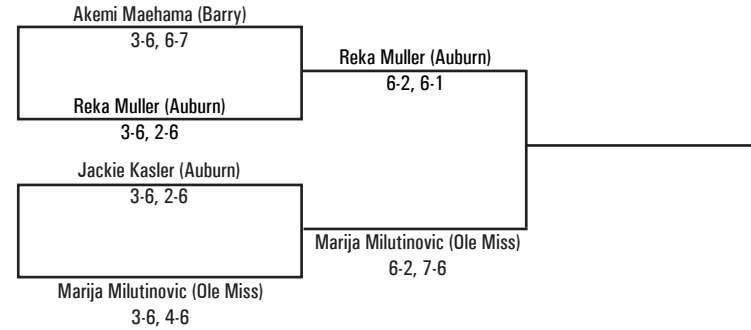 Akemi Maehama (Barry)
3-6, 6-7
Reka Muller (Auburn)
3-6, 2-6
Jackie Kasler (Auburn)
3-6, 2-6
Marija Milutinovic (Ole Miss)
3-6, 4-6
Reka Muller (Auburn)
6-2, 6-1
Marija Milutinovic (Ole Miss)
6-2, 7-6